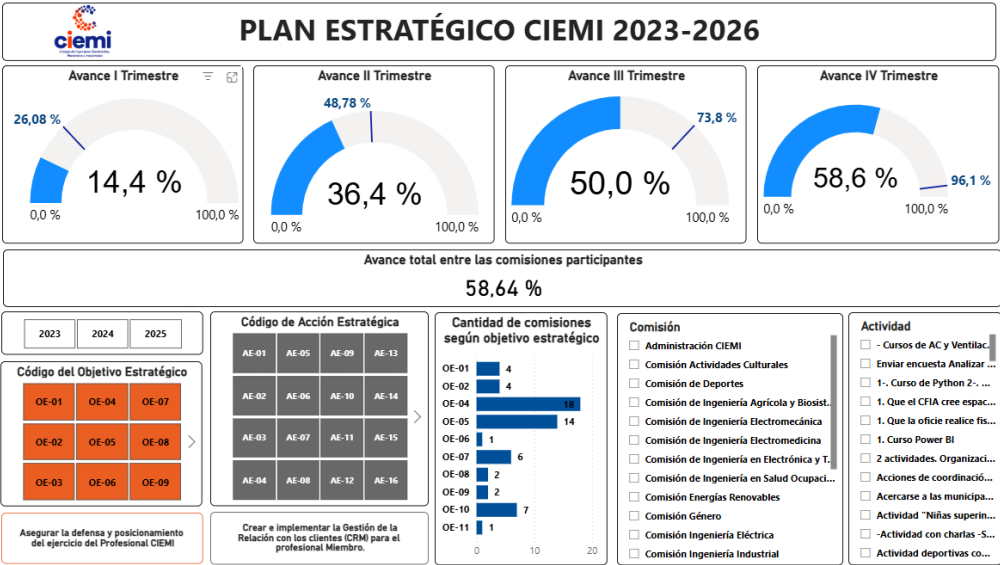 ciemi
PLAN ESTRATÉGICO CIEMI 2023-2026
Avance I Trimestre
26,08 %
14,4 %
0,0 %
100,0 %
Avance II Trimestre
48,78 %
36,4 %
0,0 %
100,0 %
Avance III Trimestre
73,8 %
50,0 %
0,0 %
100,0 %
Avance IV Trimestre
96,1 %
58,6 %
0,0 %
100,0 %
Avance total entre las comisiones participantes
58,64 %
2023
2024
2025
Código del Objetivo Estratégico
OE-01 OE-04 OE-07
OE-02 OE-05 OE-08
OE-03 OE-06 OE-09
Asegurar la defensa y posicionamiento
del ejercicio del Profesional CIEMI
Código de Acción Estratégica
AE-01 AE-05 AE-09 AE-13
AE-02 AE-06 AE-10 AE-14
AE-03 AE-07 AE-11 AE-15
AE-04 AE-08 AE-12 AE-16
Crear e implementar la Gestión de la
Relación con los clientes (CRM) para el
profesional Miembro.
Cantidad de comisiones
según objetivo estratégico
OE-01 4
OE-02 4
OE-04 18
OE-05 14
OE-06 1
OE-07 6
OE-08 2
OE-09 2
OE-10 7
OE-11 1
0 10 20
Comisión
Administración CIEMI
Comisión Actividades Culturales
Comisión de Deportes
Comisión de Ingeniería Agrícola y Biosist...
Comisión de Ingeniería Electromecánica
Comisión de Ingeniería Electromedicina
Comisión de Ingeniería en Electrónica y T...
Comisión de Ingeniería en Salud Ocupaci...
Comisión Energías Renovables
Comisión Género
Comisión Ingeniería Eléctrica
Comisión Ingeniería Industrial
Actividad
- Cursos de AC y Ventilac...
Enviar encuesta Analizar ...
1-. Curso de Python 2-. ...
1. Que el CFIA cree espac...
1. Que la oficie realice fis...
1. Curso Power BI
2 actividades. Organizaci...
Acciones de coordinació...
Acercarse a las municipa...
Actividad "Niñas superin...
-Actividad con charlas -S...
Actividad deportivas co...